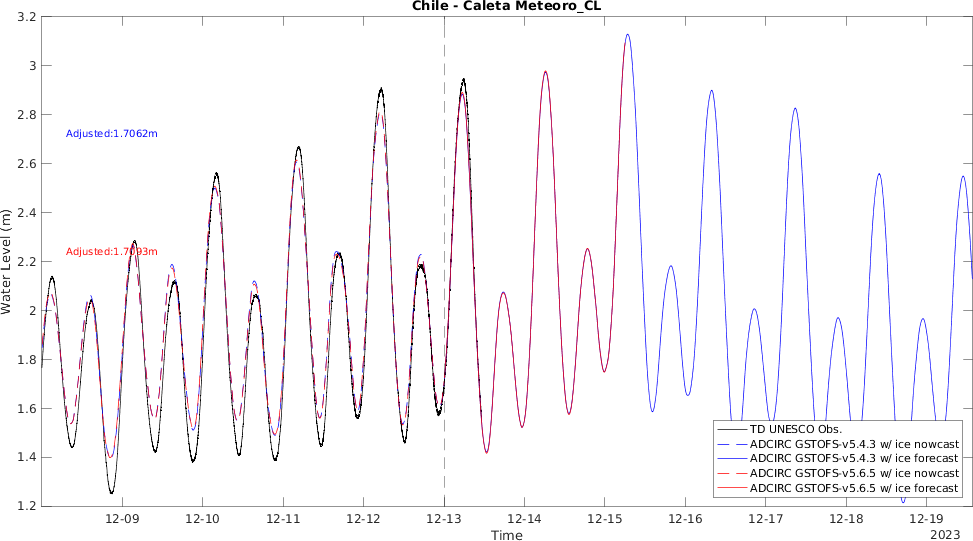 Chile - Caleta Meteoro_CL
3.2
3
2.8
2.6
2.4
2.2
2
1.8
1.6
1.4
1.2
Water Level (m)
Adjusted:1.7062m
Adjusted:1.7093m
TD UNESCO Obs.
ADCIRC GSTOFS-v5.4.3 w/ ice nowcast
ADCIRC GSTOFS-v5.4.3 w/ ice forecast
ADCIRC GSTOFS-v5.6.5 w/ ice nowcast
ADCIRC GSTOFS-v5.6.5 w/ ice forecast
12-09 12-10 12-11 12-12 12-13 12-14 12-15 12-16 12-17 12-18 12-19
Time
2023